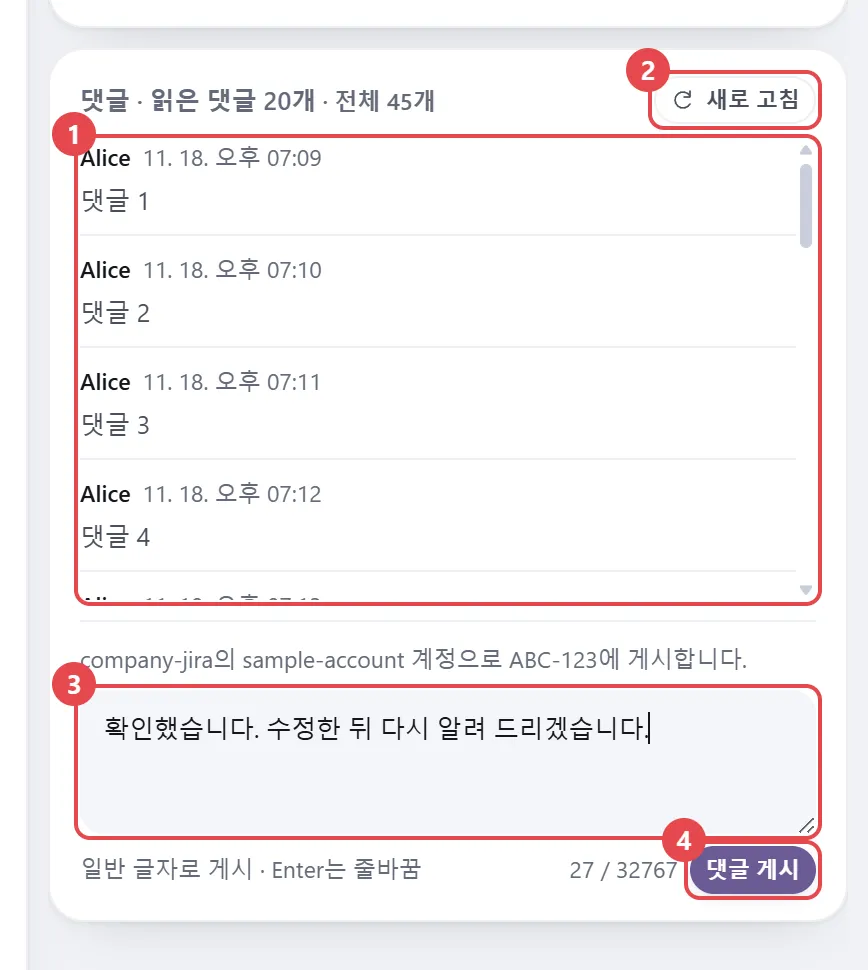 댓글 · 읽은 댓글 20개 · 전체 45개
2
새로 고침
1
Alice 11. 18. 오후 07:09
댓글 1
Alice 11. 18. 오후 07:10
댓글 2
Alice 11. 18. 오후 07:11
댓글 3
Alice 11. 18. 오후 07:12
댓글 4
company-jira의 sample-account 계정으로 ABC-123에 게시합니다.
3
확인했습니다. 수정한 뒤 다시 알려 드리겠습니다.
일반 글자로 게시 · Enter는 줄바꿈
27 / 32767
4
댓글 게시